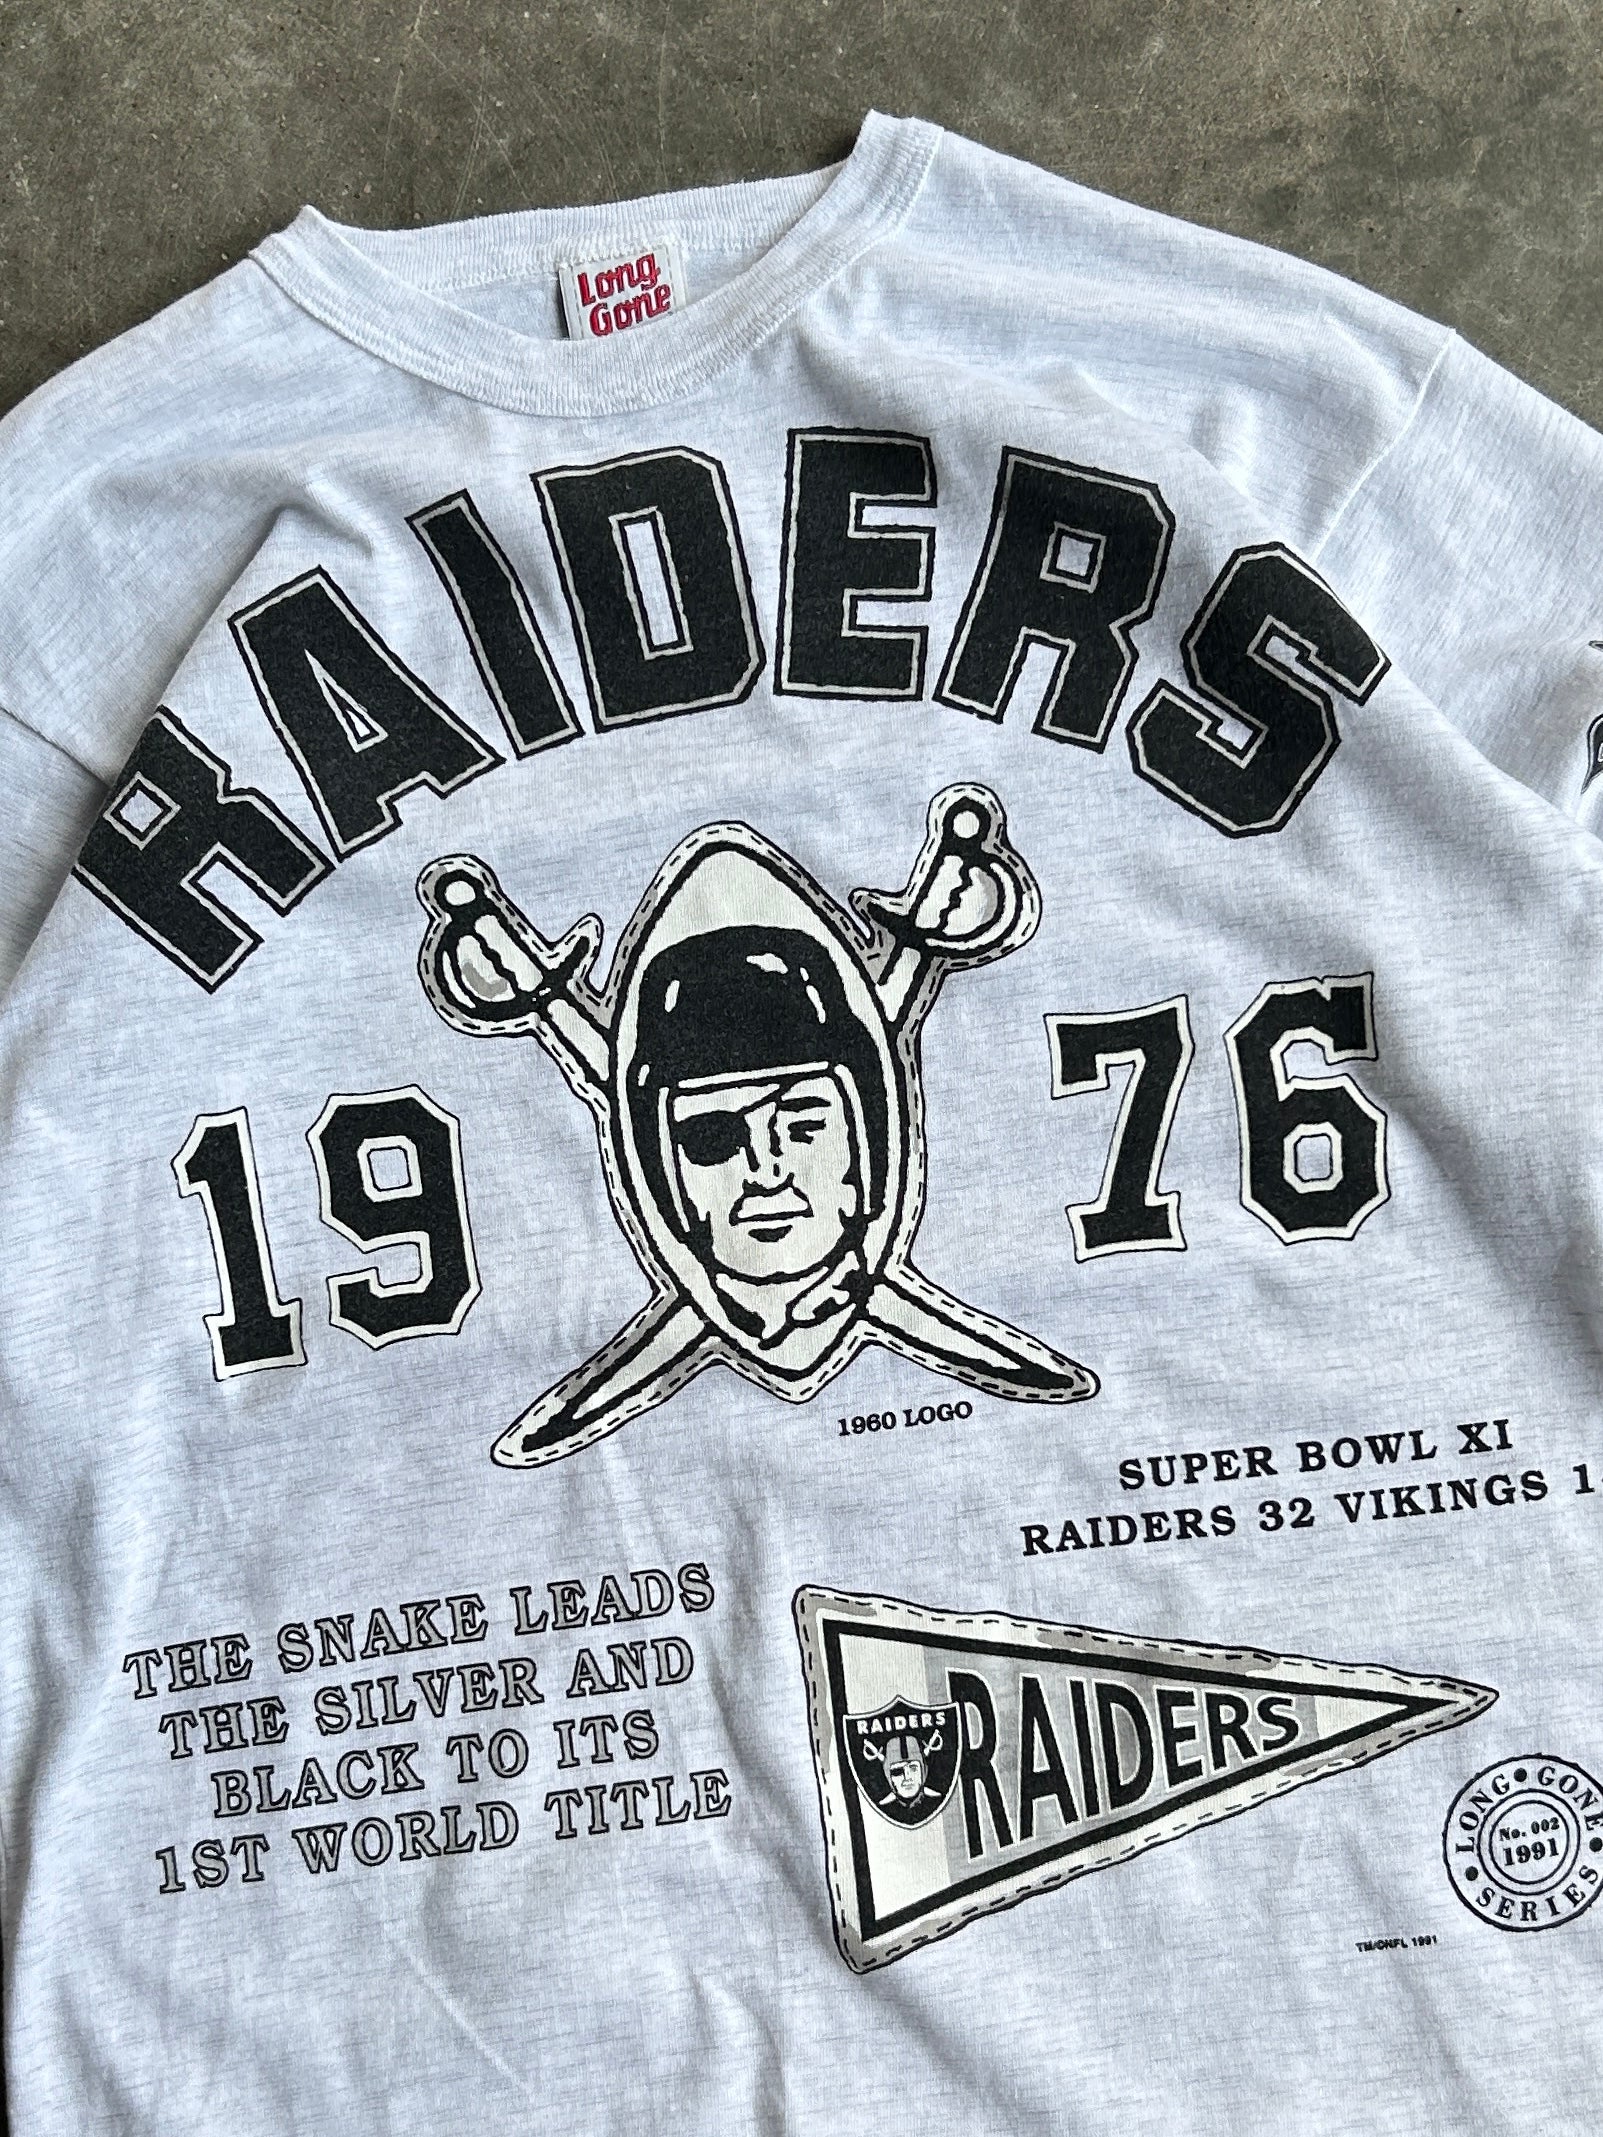 Long
Gone
RAIDERS
19 76
1960 LOGO
SUPER BOWL XI
RAIDERS 32 VIKINGS
THE SNAKE LEADS
THE SILVER AND
BLACK TO ITS
1ST WORLD TITLE
RAIDERS
RAIDERS
LONG • GONE • SERIES •
No. 002
1991
TM/©NFL 1991